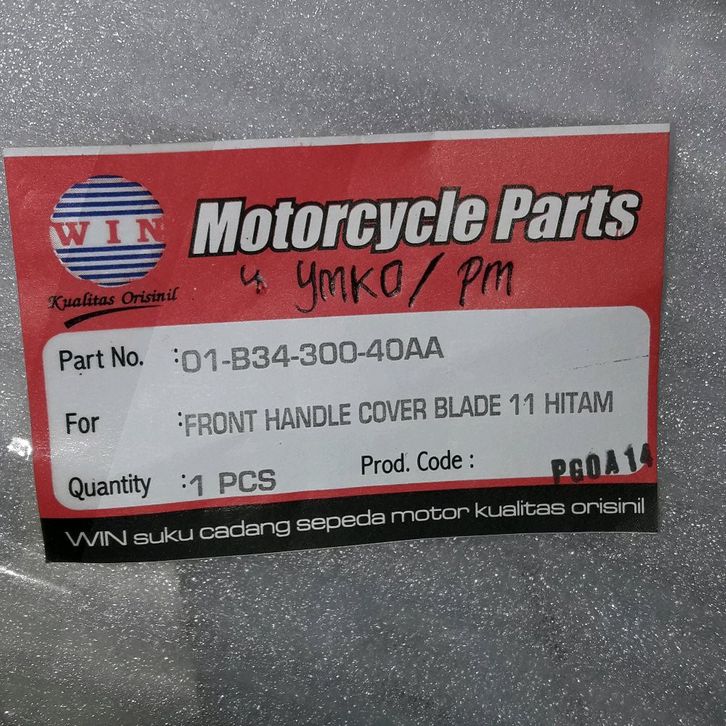 WIN
Kualitas Orisinil
Motorcycle Parts
YMKO / PM
Part No. :01-B34-300-40AA
For :FRONT HANDLE COVER BLADE 11 HITAM
Quantity :1 PCS Prod. Code : PG0A14
WIN suku cadang sepeda motor kualitas orisinil